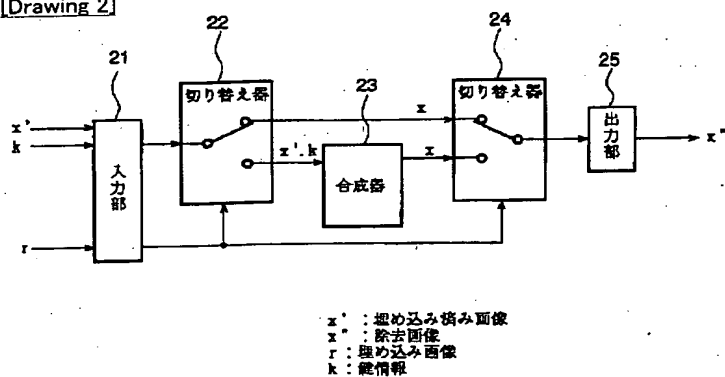 [Drawing 2]
22
24
21
25
切り替え器
23
切り替え器
x
x'
k
入力部
x'.k
合成器
x
出力部
x"
r
x' : 埋め込み済み画像
x" : 除去画像
r : 埋め込み画像
k : 鍵情報